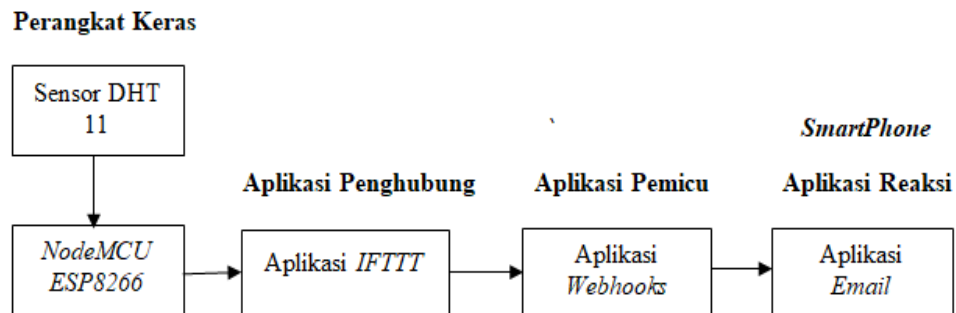 Perangkat Keras
Sensor DHT
11
`
SmartPhone
Aplikasi Penghubung
Aplikasi Pemicu
Aplikasi Reaksi
NodeMCU
ESP8266
Aplikasi IFTTT
Aplikasi
Webhooks
Aplikasi
Email